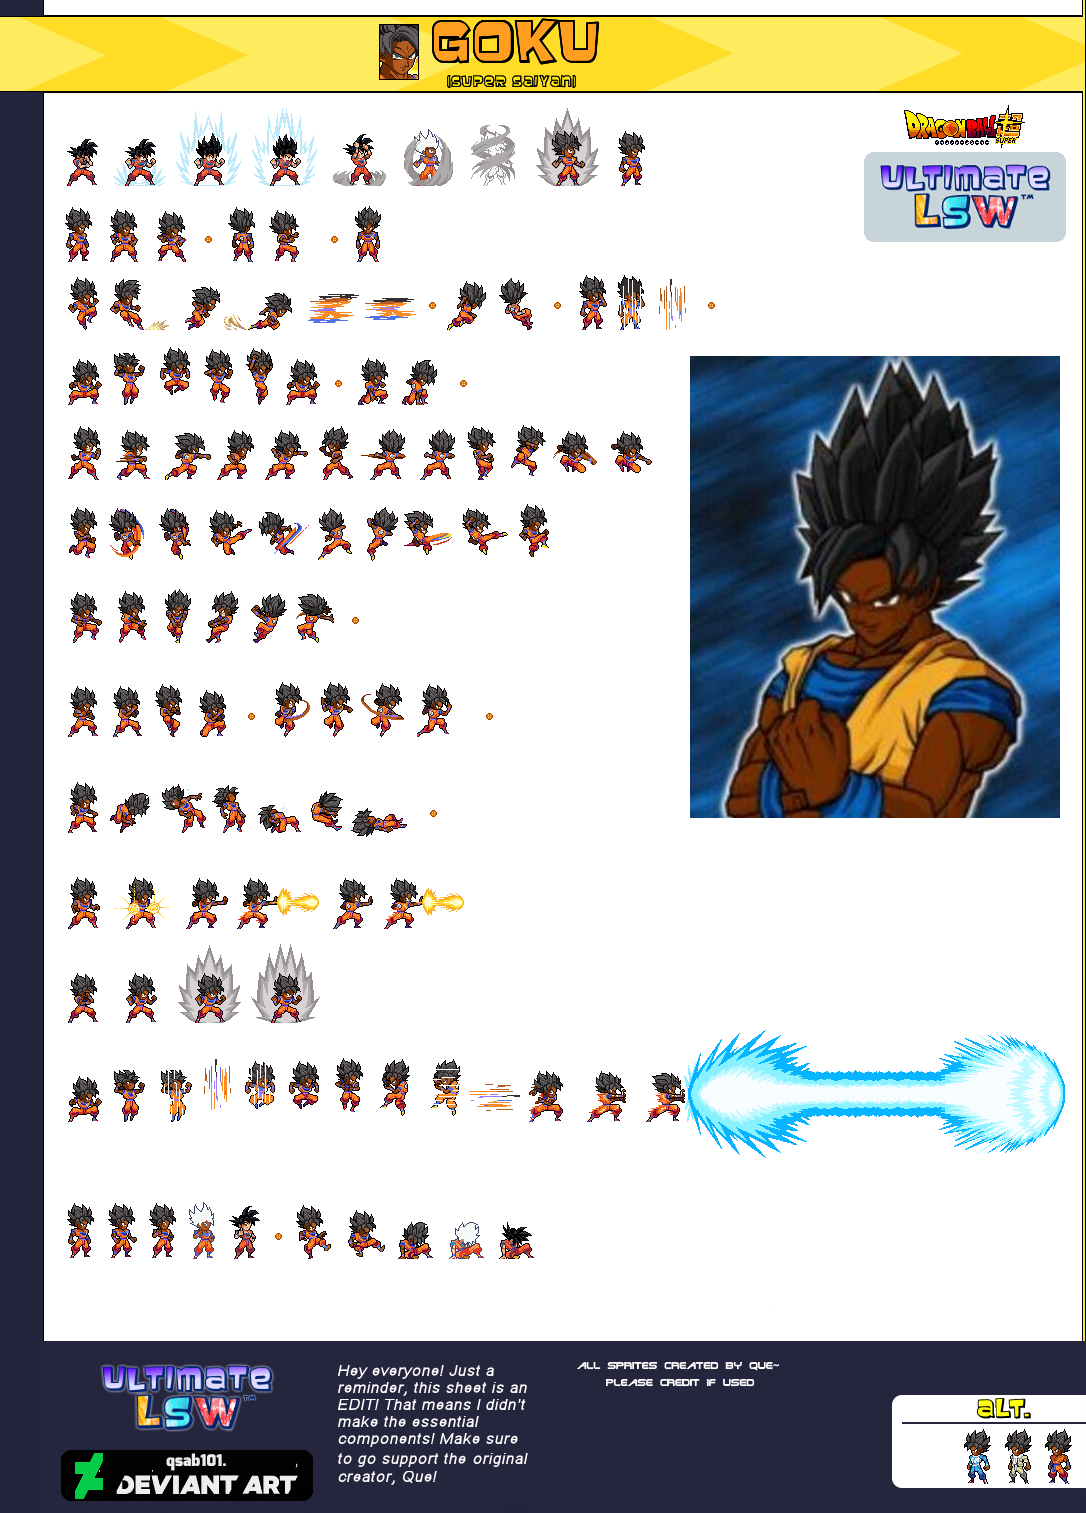 GOKU
(SUPER SAIYAN)
DRAGON BALL 超
SUPER
ULTIMATE
LSW™
ULTIMATE
LSW™
qsab101.
DEVIANT ART
Hey everyone! Just a
reminder, this sheet is an
EDIT! That means I didn't
make the essential
components! Make sure
to go support the original
creator, Que!
ALL SPRITES CREATED BY QUE~
PLEASE CREDIT IF USED
ALT.